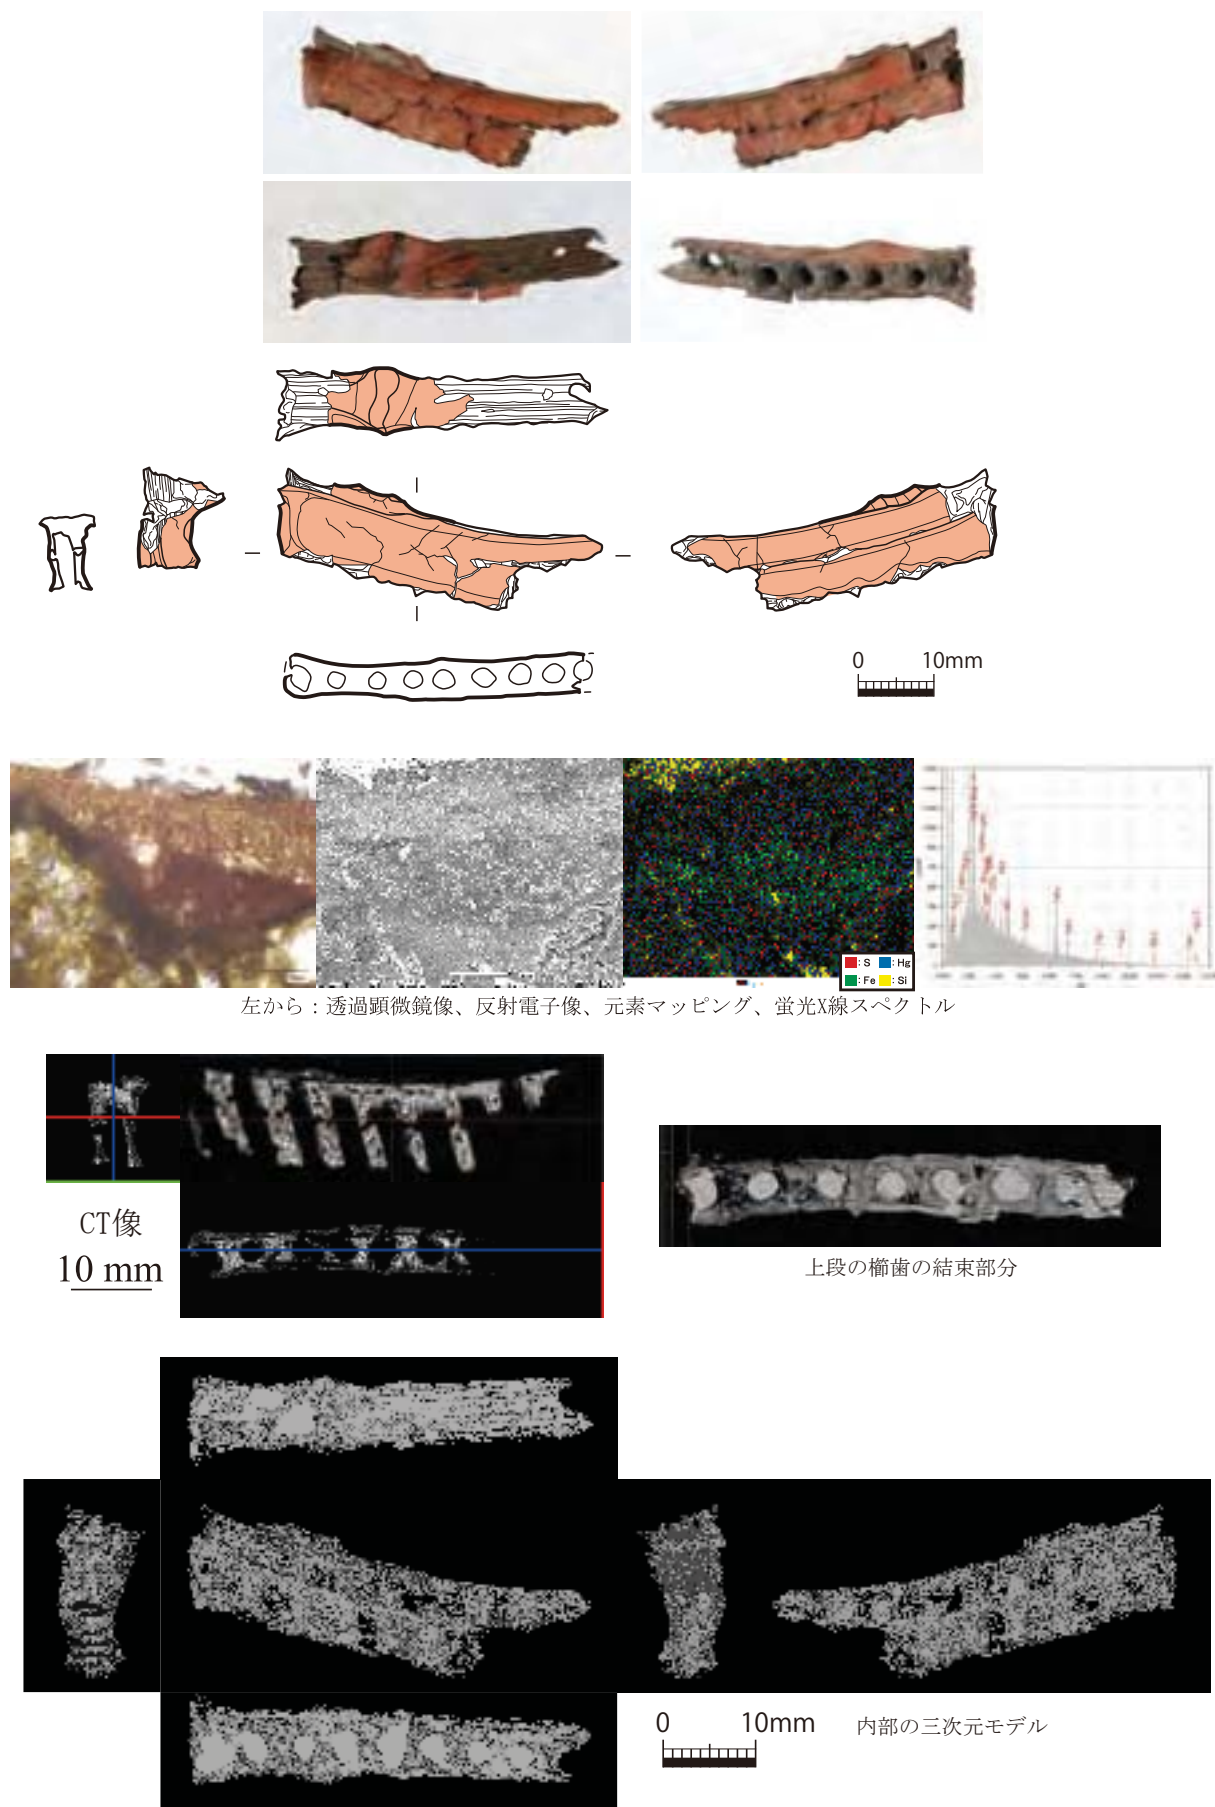 0 10mm
■: S ■: Hg
■: Fe ■: Si
左から：透過顕微鏡像、反射電子像、元素マッピング、蛍光X線スペクトル
CT像
10 mm
上段の櫛歯の結束部分
0 10mm
内部の三次元モデル